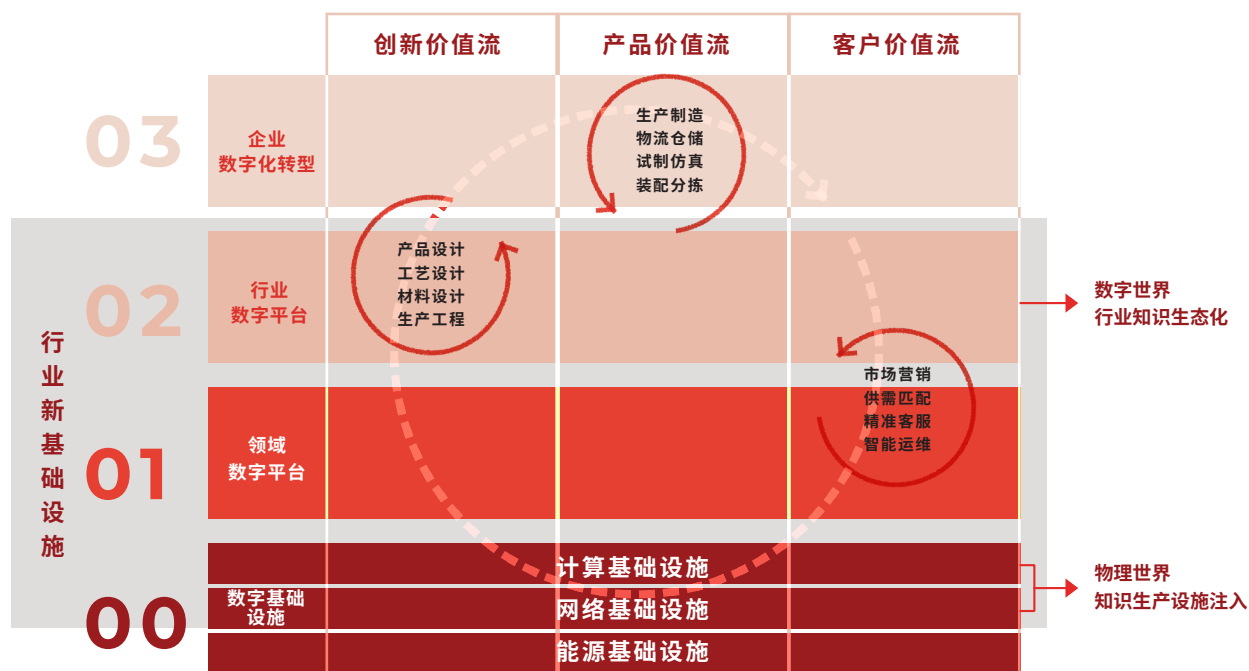 创新价值流
产品价值流
客户价值流
03
企业
数字化转型
生产制造
物流仓储
试制仿真
装配分拣
行业新基础设施
02
行业
数字平台
产品设计
工艺设计
材料设计
生产工程
数字世界
行业知识生态化
01
领域
数字平台
市场营销
供需匹配
精准客服
智能运维
00
数字基础
设施
计算基础设施
网络基础设施
能源基础设施
物理世界
知识生产设施注入